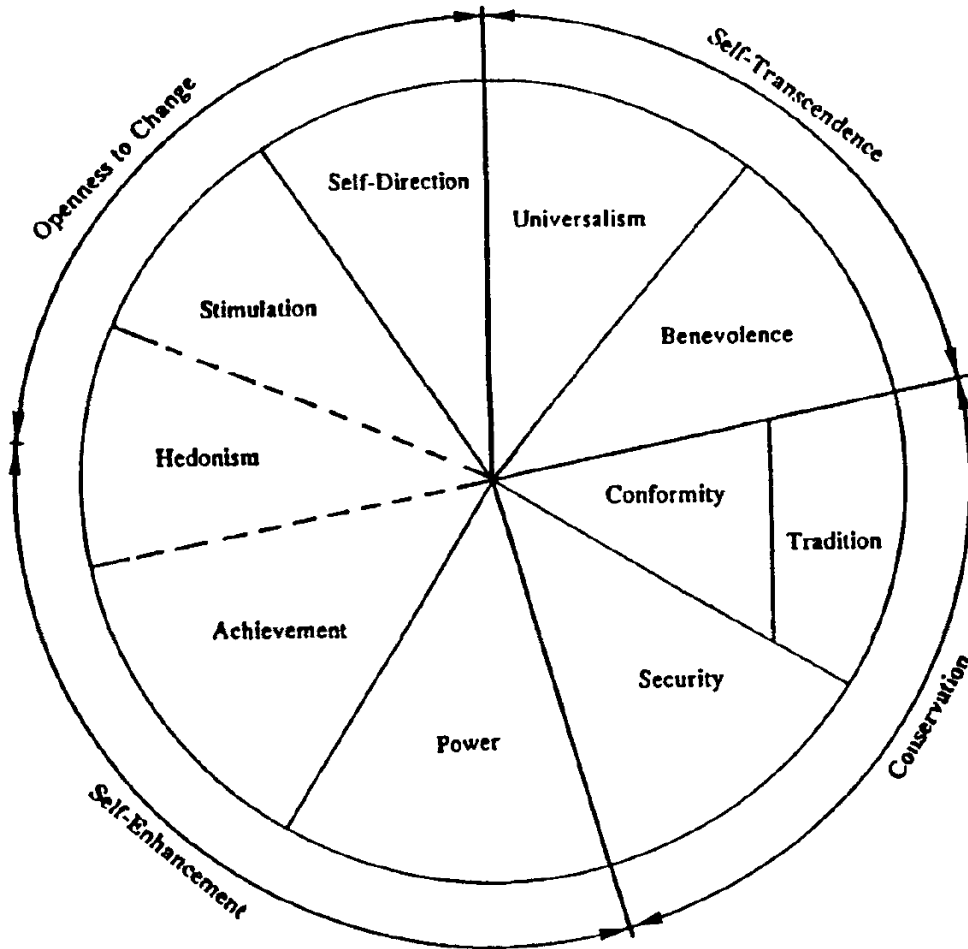 Self-Transcendence
Openness to Change
Self-Direction
Universalism
Stimulation
Benevolence
Hedonism
Conformity
Tradition
Achievement
Security
Power
Conservation
Self-Enhancement